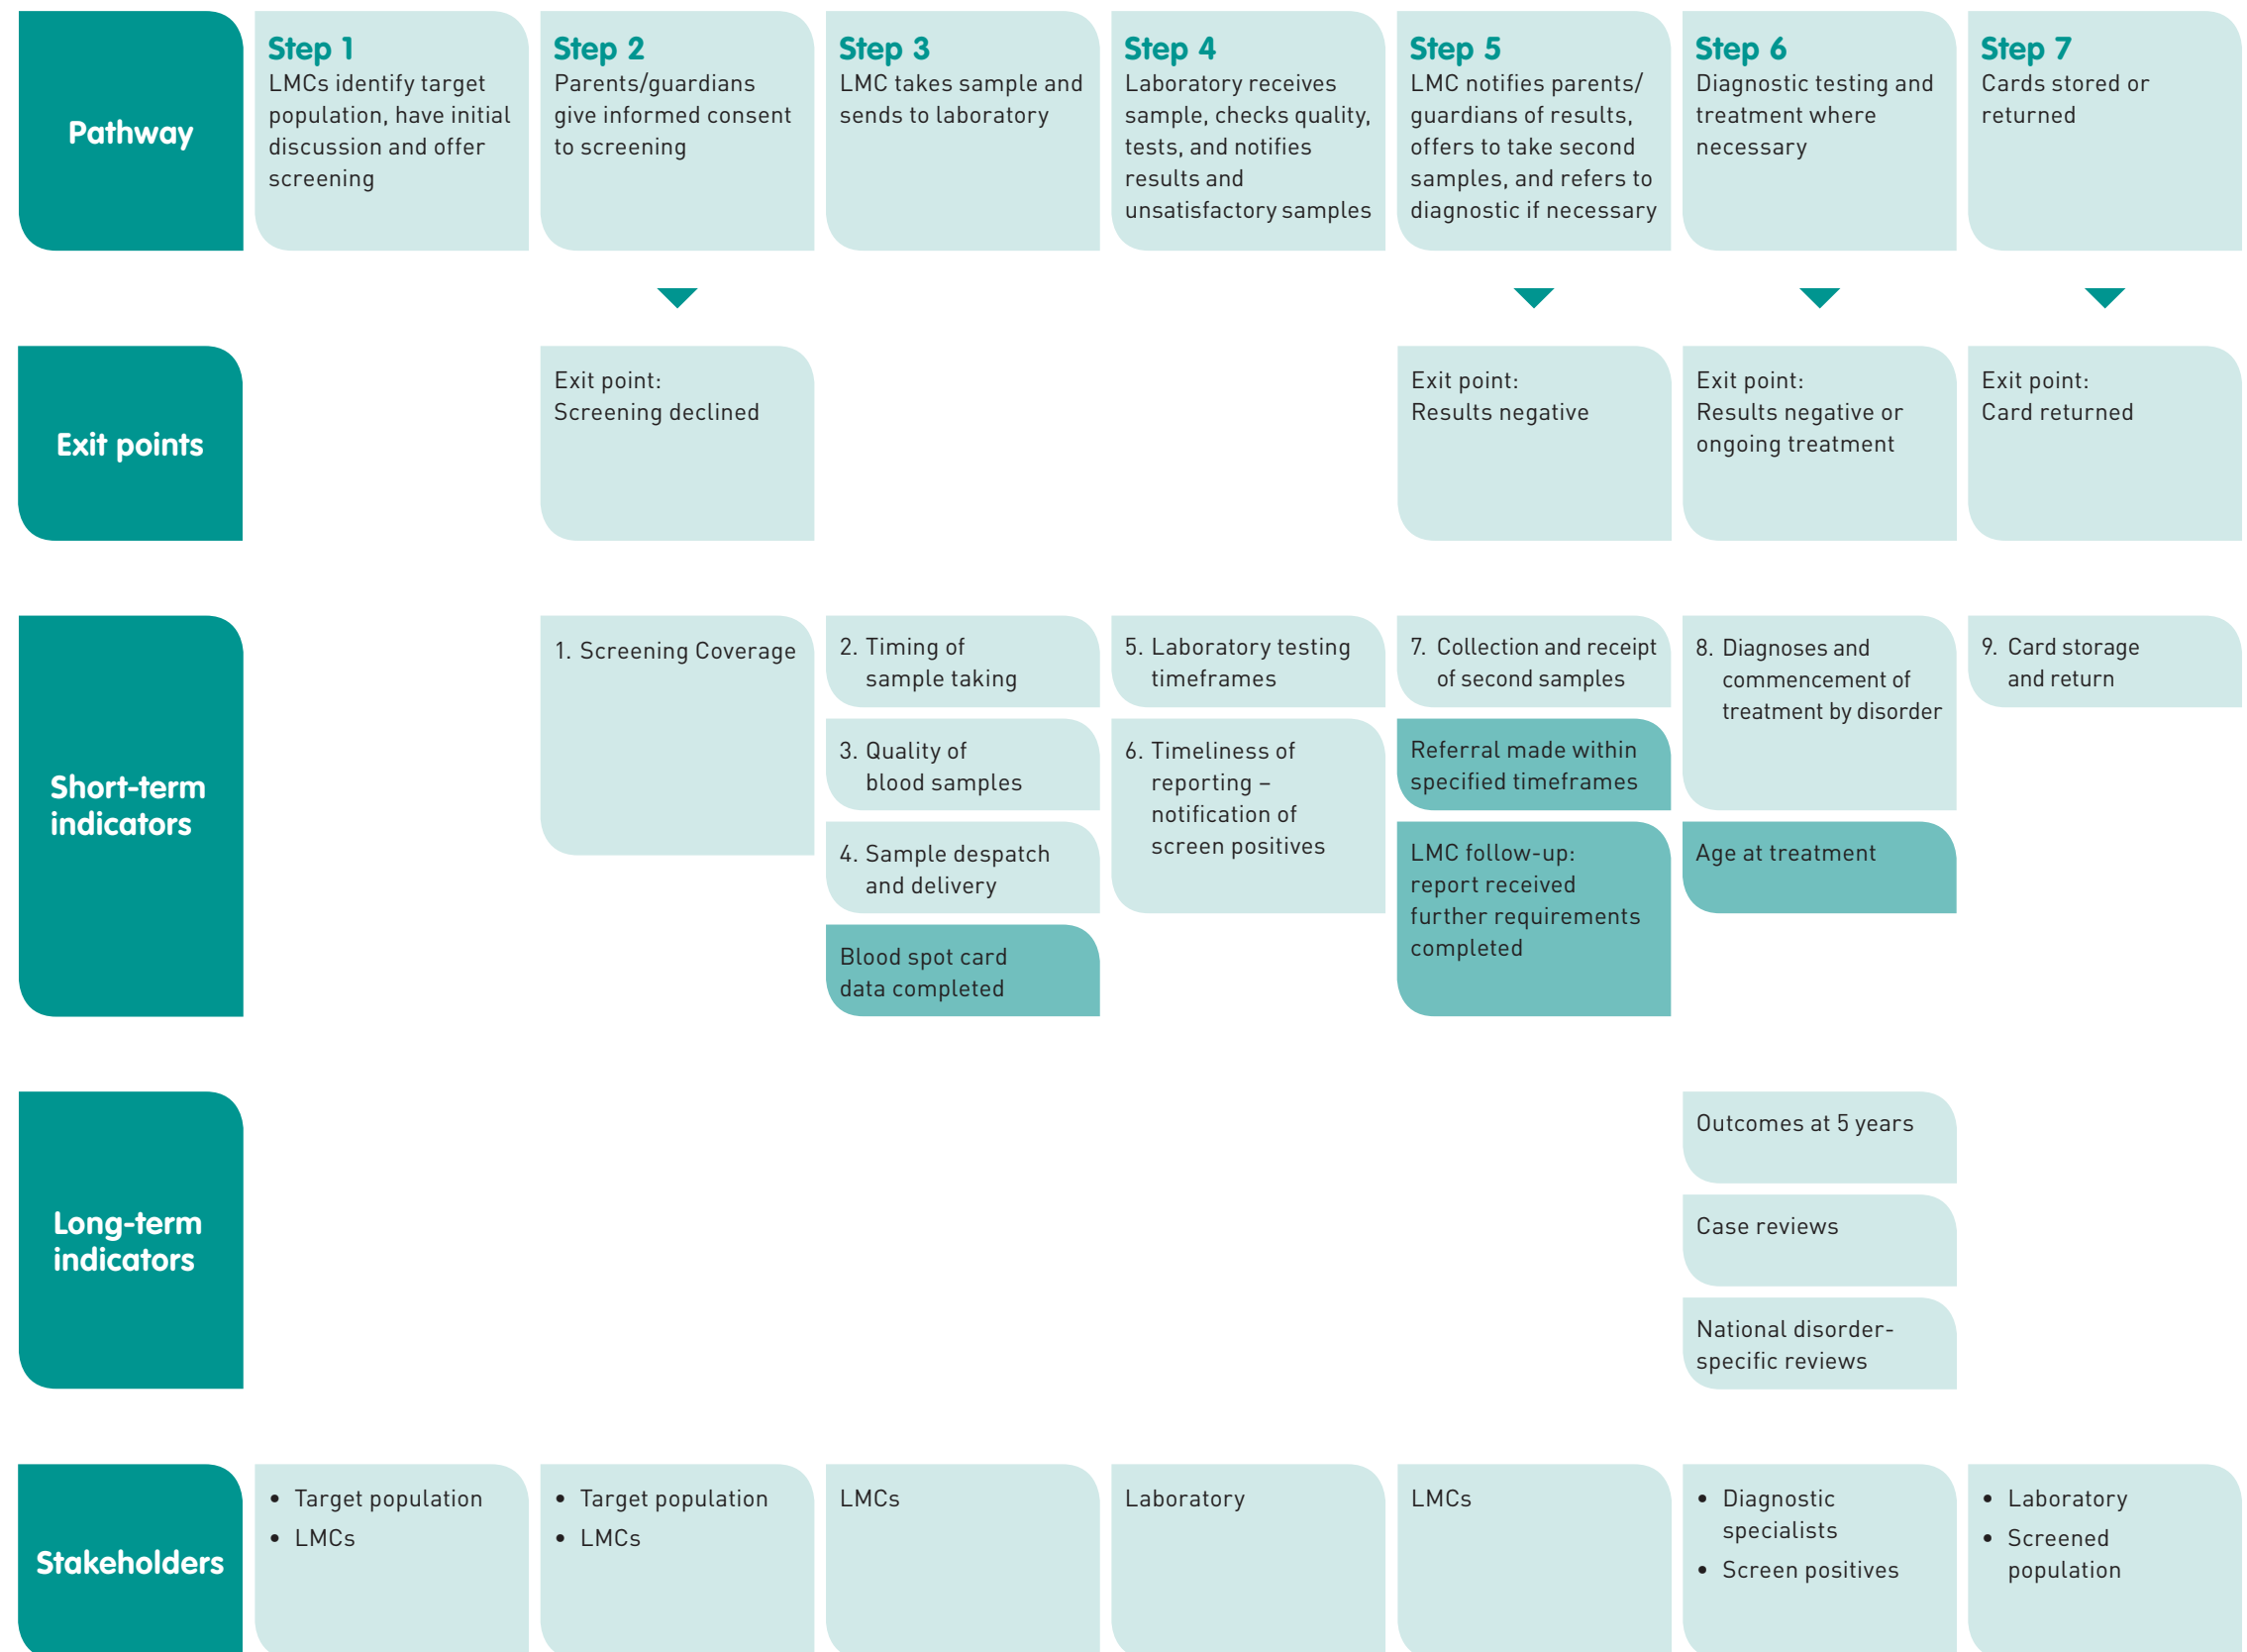 Pathway
Step 1
LMCs identify target
population, have initial
discussion and offer
screening
Step 2
Parents/guardians
give informed consent
to screening
Step 3
LMC takes sample and
sends to laboratory
Step 4
Laboratory receives
sample, checks quality,
tests, and notifies
results and
unsatisfactory samples
Step 5
LMC notifies parents/
guardians of results,
offers to take second
samples, and refers to
diagnostic if necessary
Step 6
Diagnostic testing and
treatment where
necessary
Step 7
Cards stored or
returned
Exit points
Exit point:
Screening declined
Exit point:
Results negative
Exit point:
Results negative or
ongoing treatment
Exit point:
Card returned
Short-term
indicators
1. Screening Coverage
2. Timing of
sample taking
3. Quality of
blood samples
4. Sample despatch
and delivery
Blood spot card
data completed
5. Laboratory testing
timeframes
6. Timeliness of
reporting –
notification of
screen positives
7. Collection and receipt
of second samples
Referral made within
specified timeframes
LMC follow-up:
report received
further requirements
completed
8. Diagnoses and
commencement of
treatment by disorder
Age at treatment
9. Card storage
and return
Long-term
indicators
Outcomes at 5 years
Case reviews
National disorder-
specific reviews
Stakeholders
• Target population
• LMCs
• Target population
• LMCs
LMCs
Laboratory
LMCs
• Diagnostic
specialists
• Screen positives
• Laboratory
• Screened
population